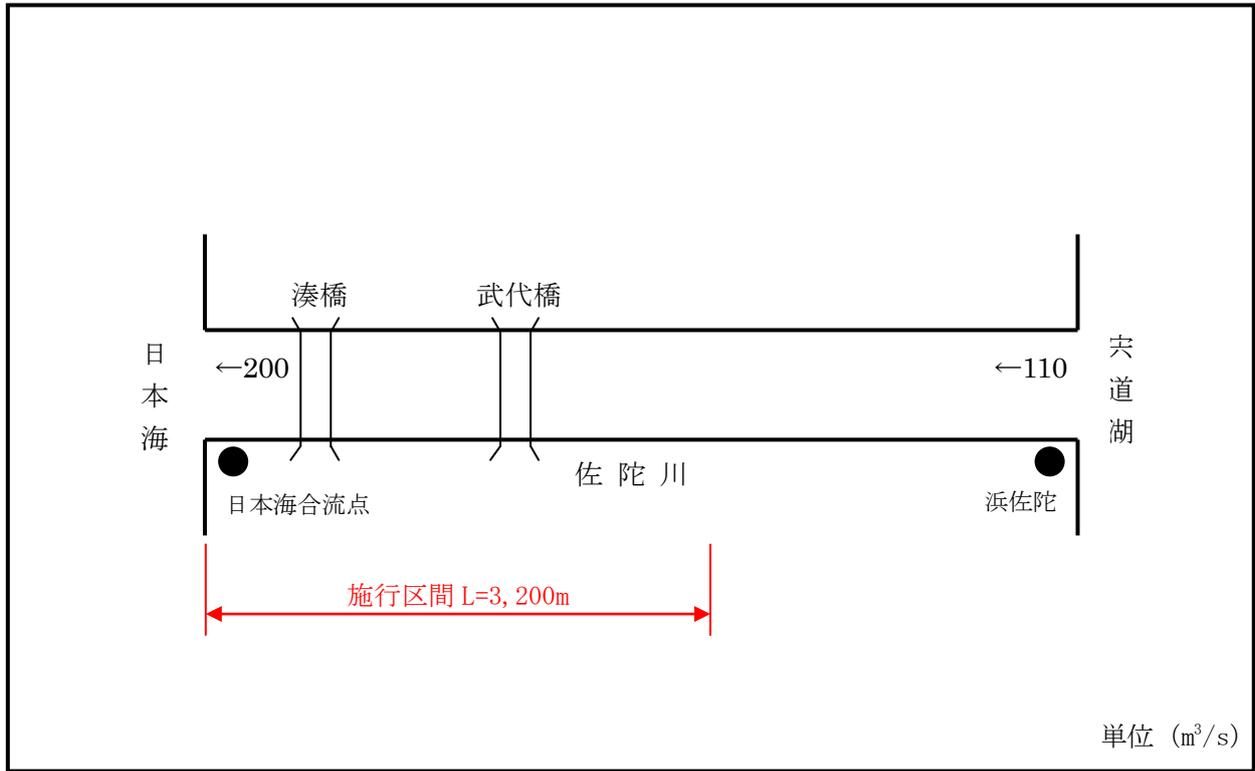 湊橋
武代橋
日本海
←200
←110
宍道湖
佐陀川
日本海合流点
浜佐陀
施行区間 L=3,200m
単位 (m³/s)